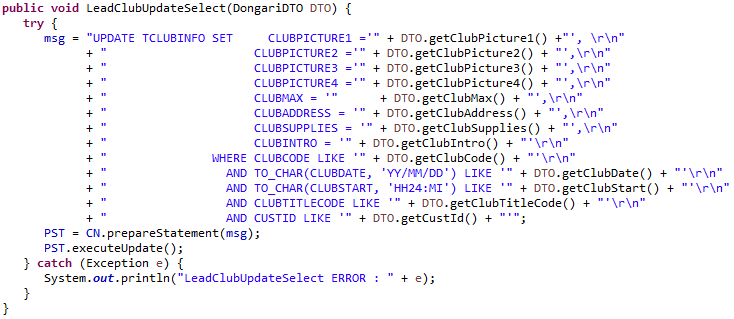 public void LeadClubUpdateSelect(DongariDTO DTO) {
   try {
      msg = "UPDATE TCLUBINFO SET     CLUBPICTURE1 ='" + DTO.getClubPicture1() +"', \r\n"
            + "                     CLUBPICTURE2 ='" + DTO.getClubPicture2() + "',\r\n"
            + "                     CLUBPICTURE3 ='" + DTO.getClubPicture3() + "',\r\n"
            + "                     CLUBPICTURE4 ='" + DTO.getClubPicture4() + "',\r\n"
            + "                     CLUBMAX = '"      + DTO.getClubMax() + "',\r\n"
            + "                     CLUBADDRESS = '" + DTO.getClubAddress() + "',\r\n"
            + "                     CLUBSUPPLIES = '" + DTO.getClubSupplies() + "',\r\n"
            + "                     CLUBINTRO = '" + DTO.getClubIntro() + "'\r\n"
            + "               WHERE CLUBCODE LIKE '" + DTO.getClubCode() + "'\r\n"
            + "                 AND TO_CHAR(CLUBDATE, 'YY/MM/DD') LIKE '" + DTO.getClubDate() + "'\r\n"
            + "                 AND TO_CHAR(CLUBSTART, 'HH24:MI') LIKE '" + DTO.getClubStart() + "'\r\n"
            + "                 AND CLUBTITLECODE LIKE '" + DTO.getClubTitleCode() + "'\r\n"
            + "                 AND CUSTID LIKE '" + DTO.getCustId() + "'";
      PST = CN.prepareStatement(msg);
      PST.executeUpdate();
   } catch (Exception e) {
      System.out.println("LeadClubUpdateSelect ERROR : " + e);
   }
}